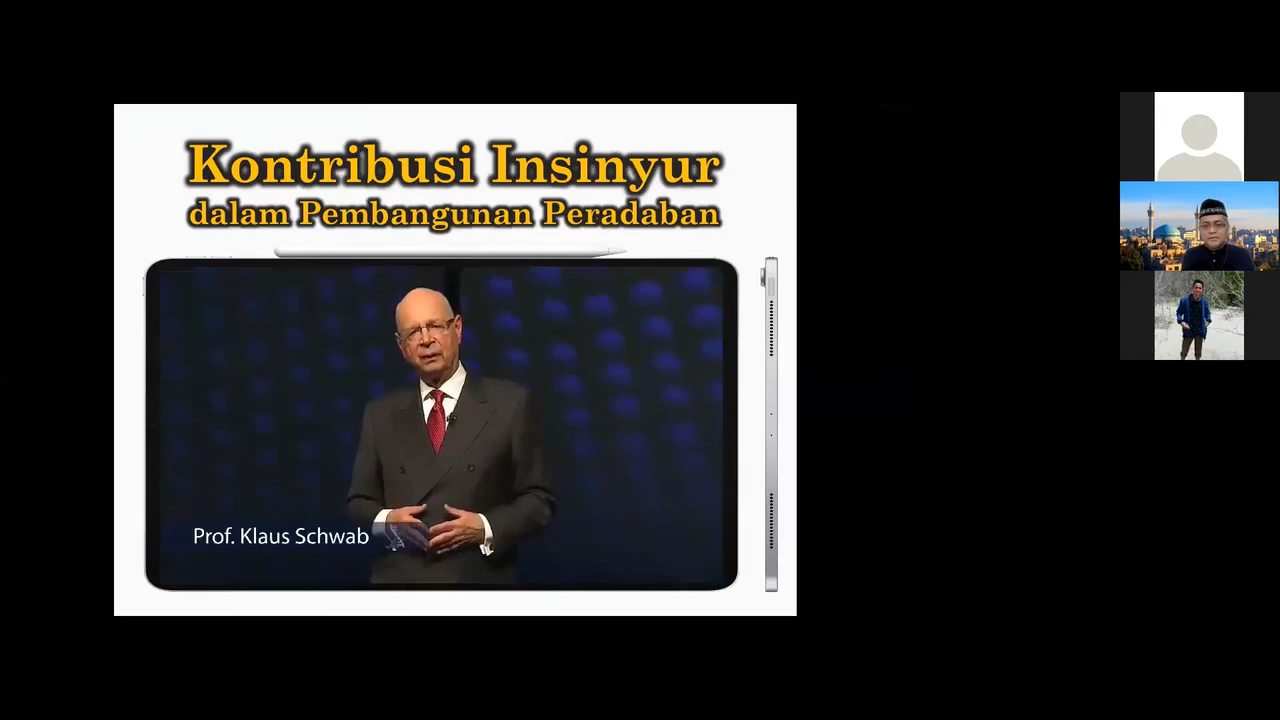 Kontribusi Insinyur
dalam Pembangunan Peradaban
Prof. Klaus Schwab